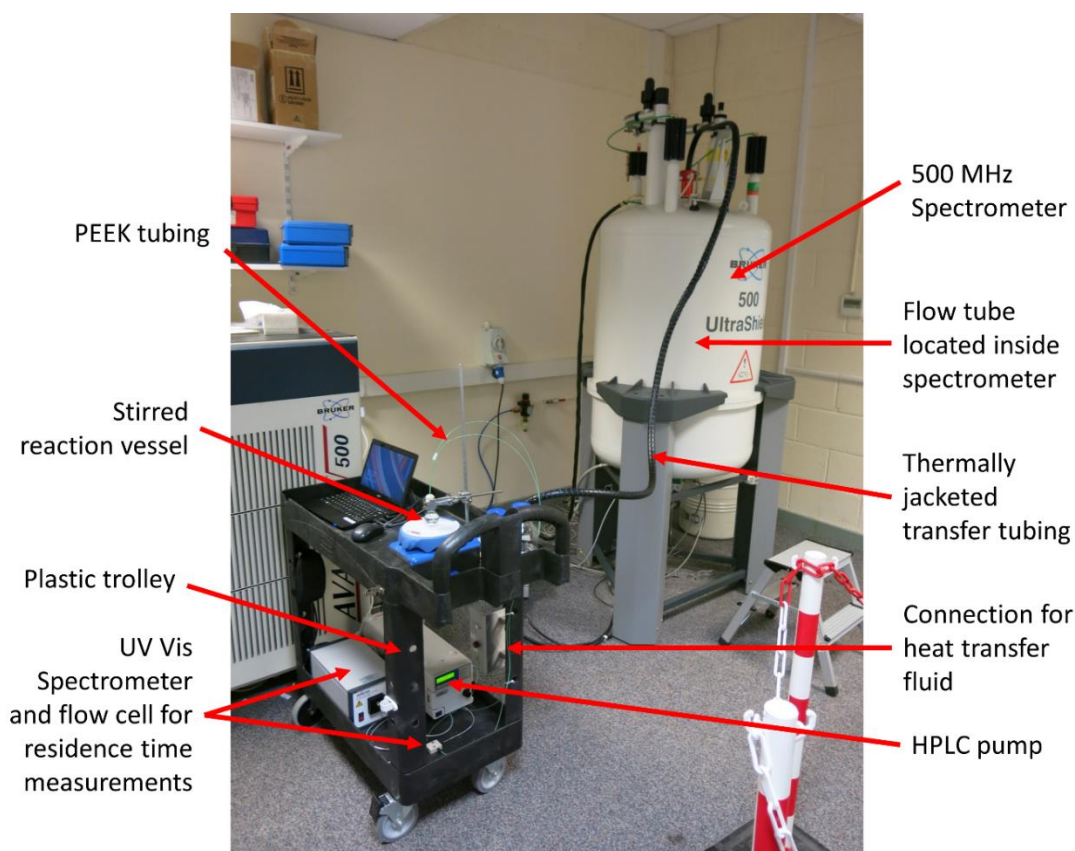 500 MHz
Spectrometer
PEEK tubing
BRUKER
500
UltraShie
Flow tube
located inside
spectrometer
Stirred
reaction vessel
BRUKER
500
Thermally
jacketed
transfer tubing
Plastic trolley
AVA
Connection for
heat transfer
fluid
UV Vis
Spectrometer
and flow cell for
residence time
measurements
HPLC pump